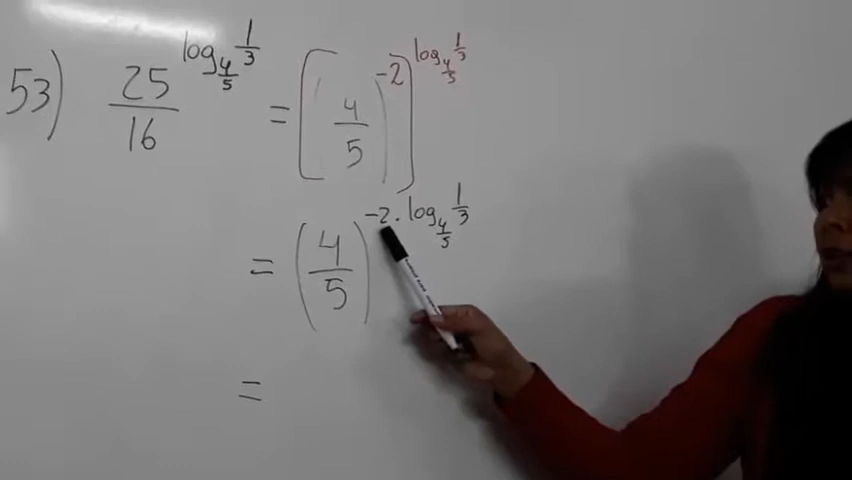 53) 25/16^(log_(4/5) 1/3) = [(4/5)^-2]^(log_(4/5) 1/3)
= (4/5)^(-2 · log_(4/5) 1/3)
=